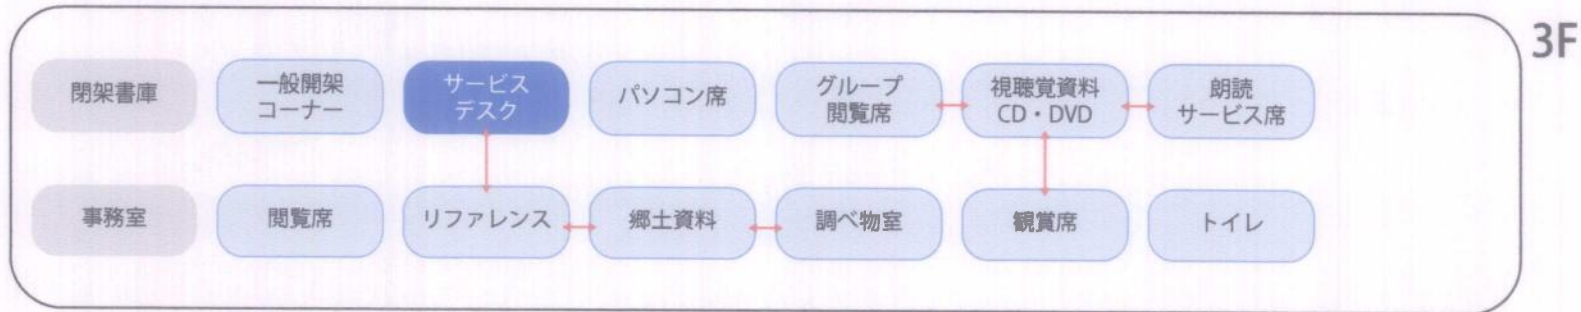 3F
閉架書庫
一般開架
コーナー
サービス
デスク
パソコン席
グループ
閲覧席
視聴覚資料
CD・DVD
朗読
サービス席
事務室
閲覧席
リファレンス
郷土資料
調べ物室
観賞席
トイレ